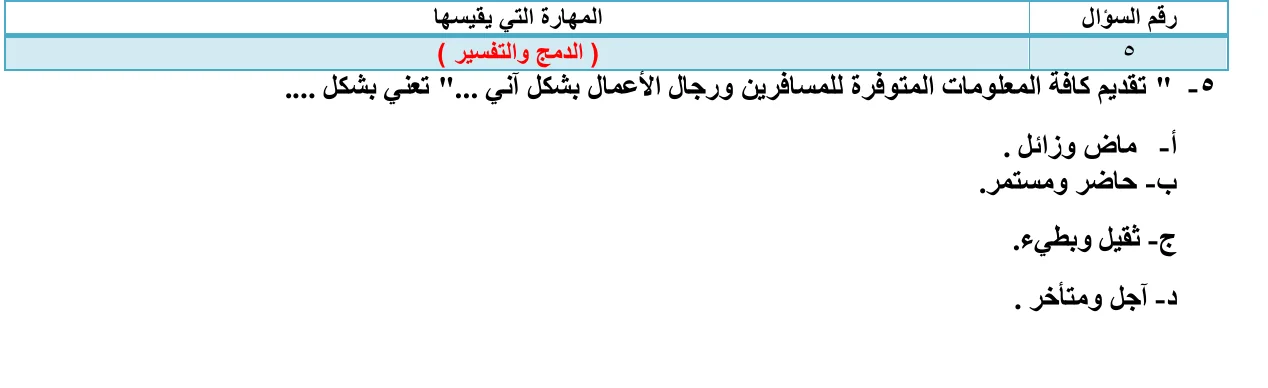 رقم السؤال المهارة التي يقيسها
٥ ( الدمج والتفسير )
٥- " تقديم كافة المعلومات المتوفرة للمسافرين ورجال الأعمال بشكل آني ..." تعني بشكل ....
أ- ماض وزائل .
ب- حاضر ومستمر.
ج- ثقيل وبطيء.
د- آجل ومتأخر .